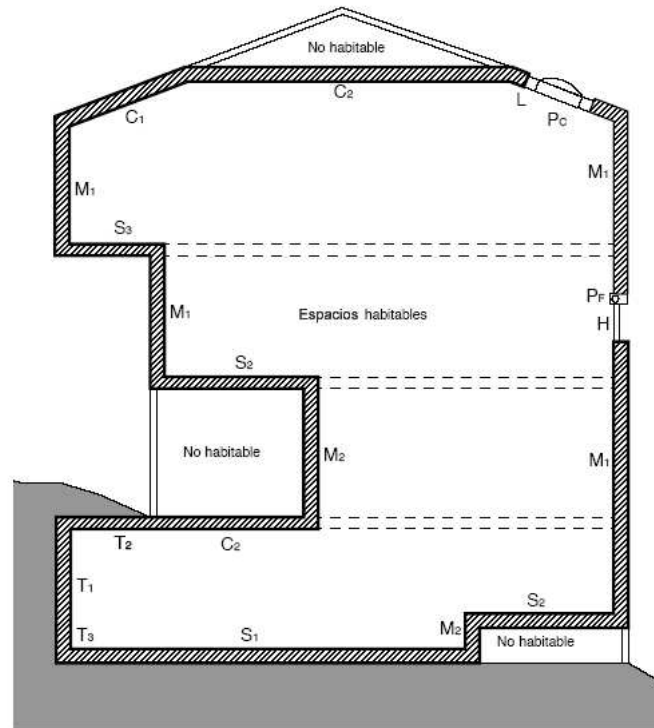 No habitable
C1
C2
L
PC
M1
M1
S3
PF
M1
Espacios habitables
H
S2
No habitable
M2
M1
T2
C2
T1
S2
T3
S1
M2
No habitable